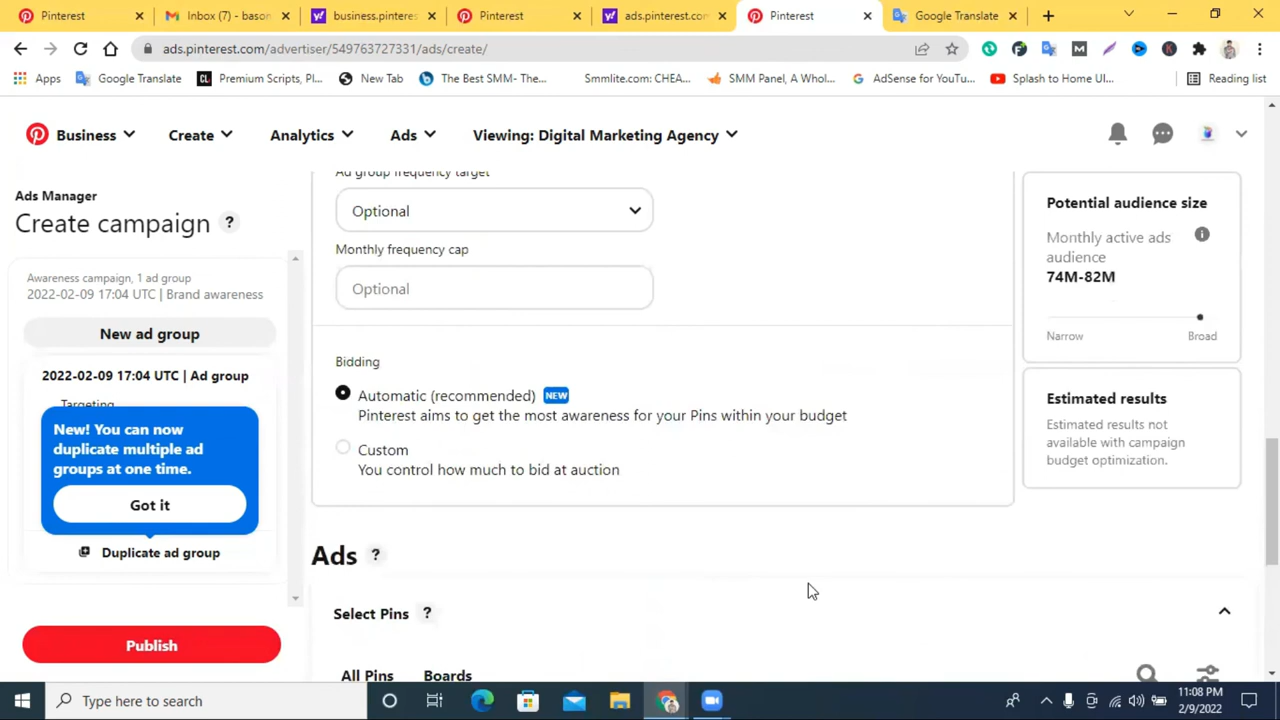 Pinterest
Inbox (7) - bason
business.pinteres
Pinterest
ads.pinterest.com
Pinterest
Google Translate
ads.pinterest.com/advertiser/549763727331/ads/create/
Apps
Google Translate
Premium Scripts, Pl...
New Tab
The Best SMM- The...
Smmlite.com: CHEA...
SMM Panel, A Whol...
AdSense for YouTu...
Splash to Home UI...
Reading list
Business
Create
Analytics
Ads
Viewing: Digital Marketing Agency
Ads Manager
Create campaign ?
Awareness campaign, 1 ad group
2022-02-09 17:04 UTC | Brand awareness
New ad group
2022-02-09 17:04 UTC | Ad group
Targeting
New! You can now
duplicate multiple ad
groups at one time.
Got it
Duplicate ad group
Publish
Ad group frequency target
Optional
Monthly frequency cap
Optional
Bidding
Automatic (recommended) NEW
Pinterest aims to get the most awareness for your Pins within your budget
Custom
You control how much to bid at auction
Ads ?
Select Pins ?
All Pins Boards
Potential audience size
Monthly active ads
audience
74M-82M
Narrow Broad
Estimated results
Estimated results not
available with campaign
budget optimization.
Type here to search
11:08 PM
2/9/2022